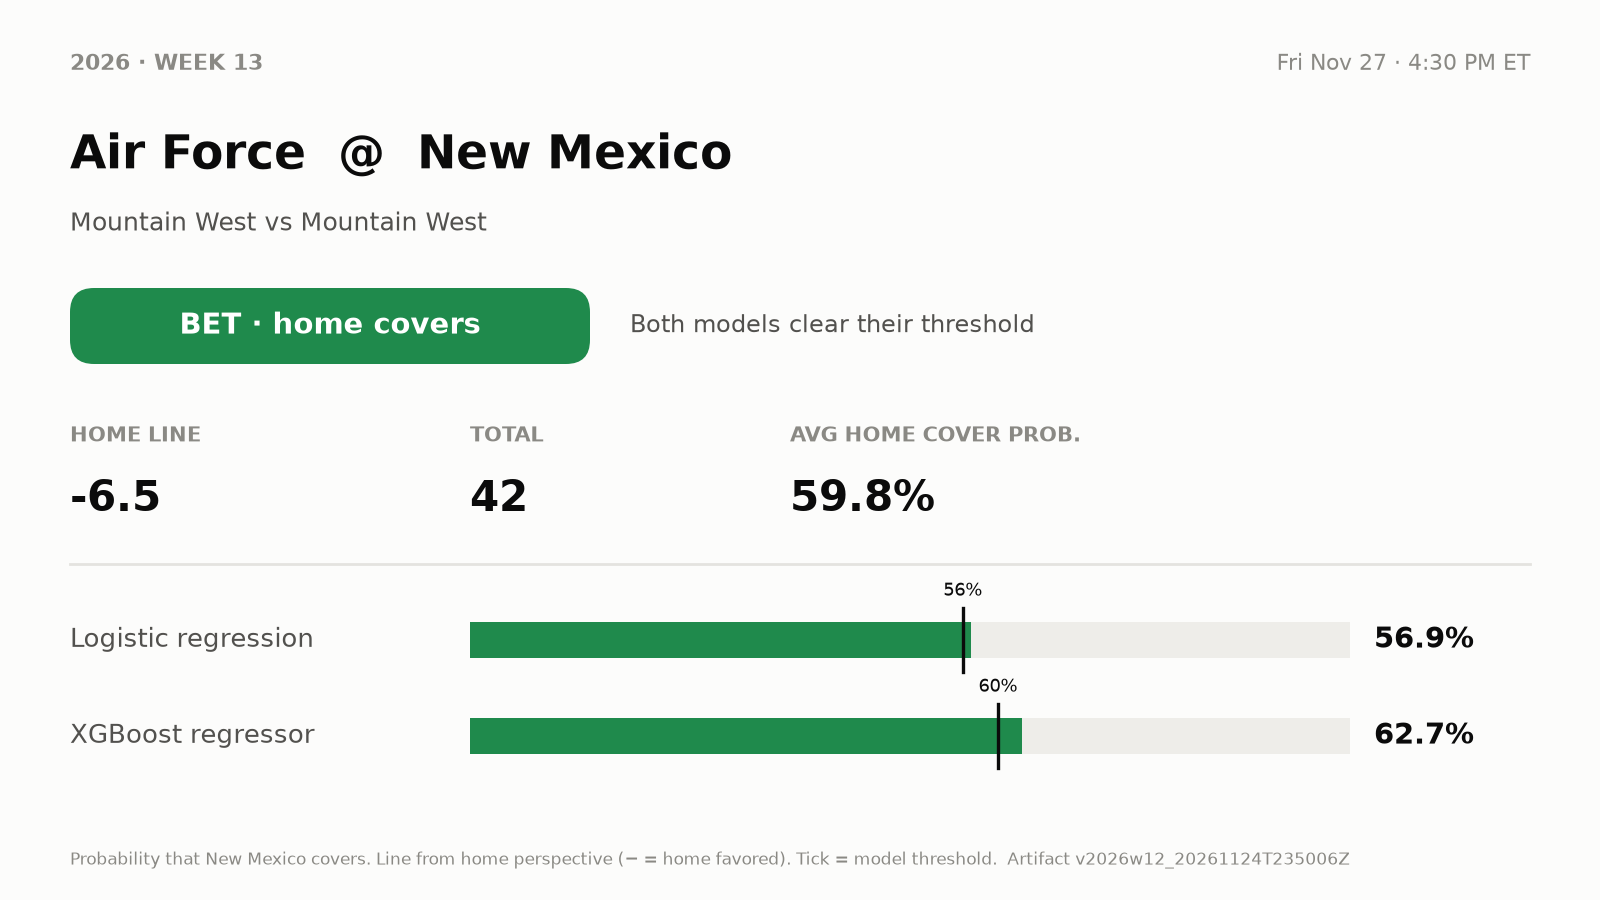 2026 · WEEK 13
Fri Nov 27 · 4:30 PM ET
Air Force @ New Mexico
Mountain West vs Mountain West
BET · home covers
Both models clear their threshold
HOME LINE
TOTAL
AVG HOME COVER PROB.
-6.5
42
59.8%
56%
Logistic regression
56.9%
60%
XGBoost regressor
62.7%
Probability that New Mexico covers. Line from home perspective (− = home favored). Tick = model threshold. Artifact v2026w12_20261124T235006Z